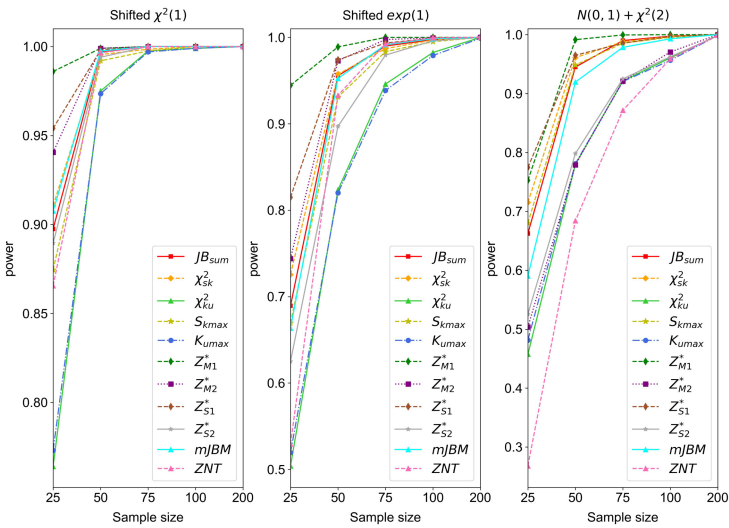 Shifted χ²(1)
power
1.00
0.95
0.90
0.85
0.80
25 50 75 100 200
Sample size
JB_sum
χ²_sk
χ²_ku
S_kmax
K_umax
Z*_M1
Z*_M2
Z*_S1
Z*_S2
mJBM
ZNT
Shifted exp(1)
power
1.0
0.9
0.8
0.7
0.6
0.5
25 50 75 100 200
Sample size
JB_sum
χ²_sk
χ²_ku
S_kmax
K_umax
Z*_M1
Z*_M2
Z*_S1
Z*_S2
mJBM
ZNT
N(0, 1) + χ²(2)
power
1.0
0.9
0.8
0.7
0.6
0.5
0.4
0.3
25 50 75 100 200
Sample size
JB_sum
χ²_sk
χ²_ku
S_kmax
K_umax
Z*_M1
Z*_M2
Z*_S1
Z*_S2
mJBM
ZNT